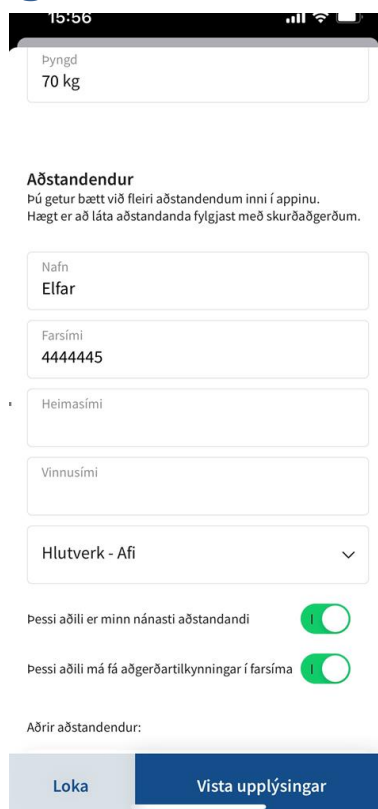 15:56
Þyngd
70 kg
Aðstandendur
Þú getur bætt við fleiri aðstandendum inni í appinu.
Hægt er að láta aðstandanda fylgjast með skurðaðgerðum.
Nafn
Elfar
Farsími
4444445
Heimasími
Vinnusími
Hlutverk - Afi
Þessi aðili er minn nánasti aðstandandi
Þessi aðili má fá aðgerðartilkynningar í farsíma
Aðrir aðstandendur:
Loka
Vista upplýsingar